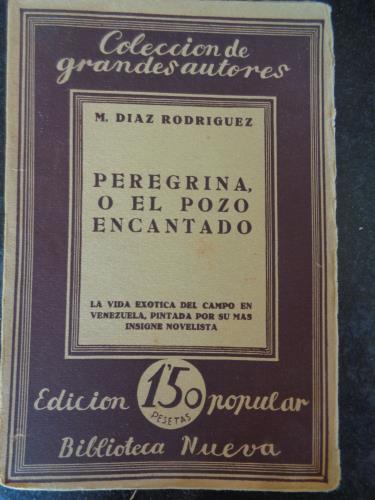 Coleccion de
grandes autores
M. DIAZ RODRIGUEZ
PEREGRINA,
O EL POZO
ENCANTADO
LA VIDA EXOTICA DEL CAMPO EN
VENEZUELA, PINTADA POR SU MAS
INSIGNE NOVELISTA
Edicion 1'50 popular
PESETAS
Biblioteca Nueva